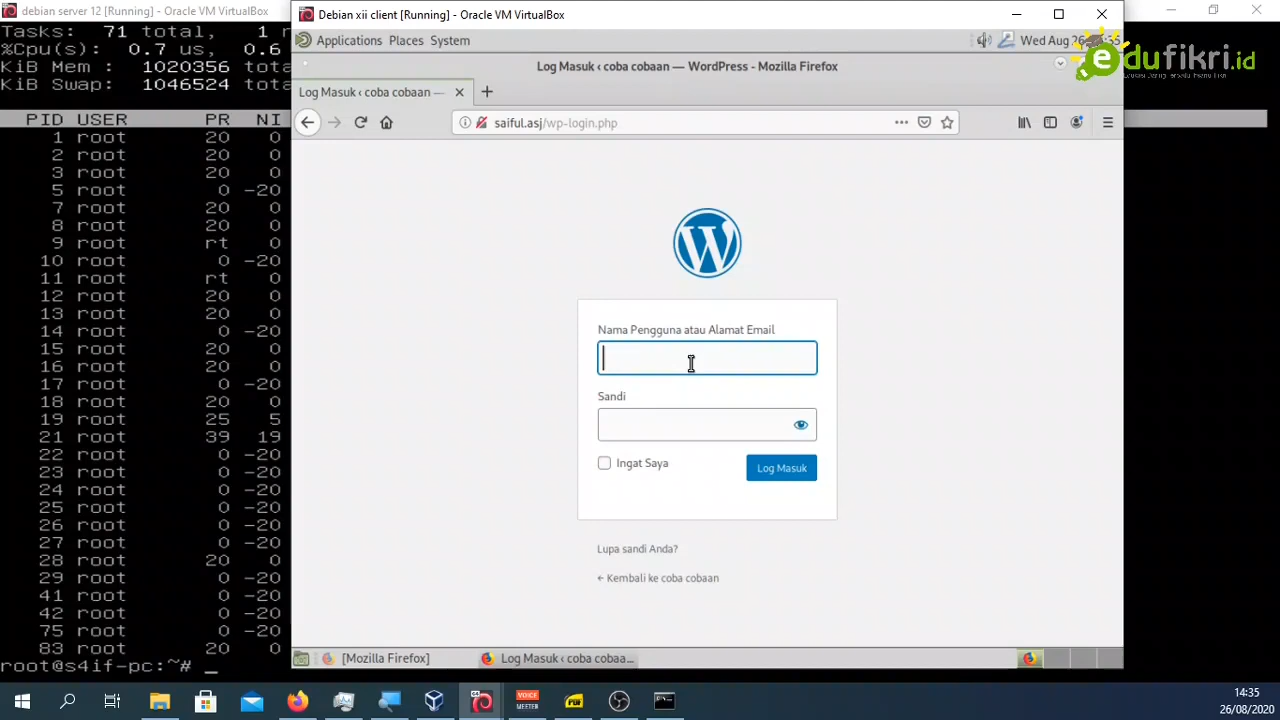 debian server 12 [Running] - Oracle VM VirtualBox
Tasks: 71 total, 1 r
%Cpu(s): 0.7 us, 0.6
KiB Mem : 1020356 tota
KiB Swap: 1046524 tota
PID USER PR NI
1 root 20 0
2 root 20 0
3 root 20 0
5 root 0 -20
7 root 20 0
8 root 20 0
9 root rt 0
10 root 0 -20
11 root rt 0
12 root 20 0
13 root 20 0
14 root 0 -20
15 root 20 0
16 root 20 0
17 root 0 -20
18 root 20 0
19 root 25 5
21 root 39 19
22 root 0 -20
23 root 0 -20
24 root 0 -20
25 root 0 -20
26 root 0 -20
27 root 0 -20
28 root 20 0
29 root 0 -20
41 root 0 -20
42 root 0 -20
75 root 0 -20
83 root 20 0
root@s4if-pc:~# _
Debian xii client [Running] - Oracle VM VirtualBox
Applications Places System
Wed Aug 26
edufikri.id
Log Masuk ‹ coba cobaan — WordPress - Mozilla Firefox
Log Masuk ‹ coba cobaan —
saiful.asj/wp-login.php
Nama Pengguna atau Alamat Email
Sandi
Ingat Saya
Log Masuk
Lupa sandi Anda?
← Kembali ke coba cobaan
[Mozilla Firefox]
Log Masuk ‹ coba cobaa...
VOICE
MEETER
14:35
26/08/2020